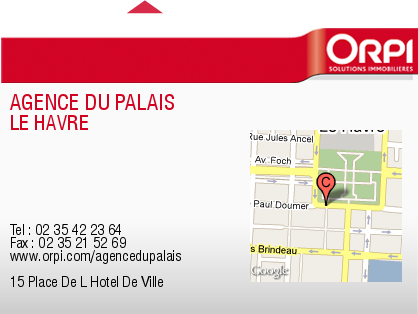 ORPI
SOLUTIONS IMMOBILIÈRES
AGENCE DU PALAIS
LE HAVRE
Le Havre
Rue Jules Ancel
Av. Foch
C
Paul Doumer
s Brindeau
Google
Tel : 02 35 42 23 64
Fax : 02 35 21 52 69
www.orpi.com/agencedupalais
15 Place De L Hotel De Ville